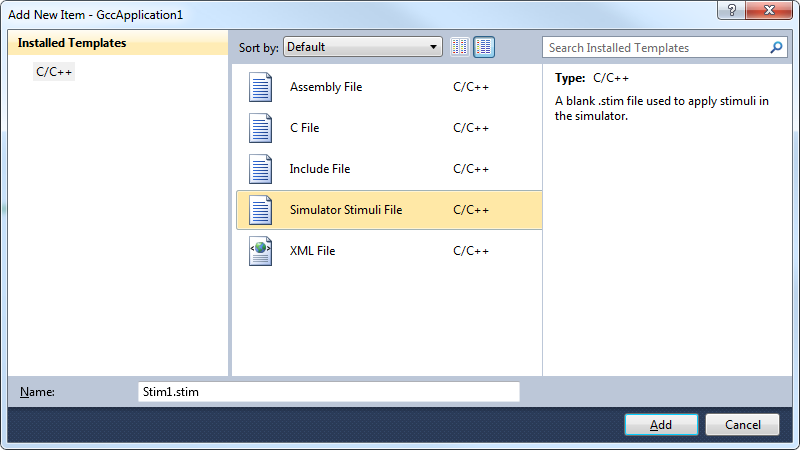 Add New Item - GccApplication1
Installed Templates
C/C++
Sort by: Default
Search Installed Templates
Assembly File C/C++
C File C/C++
Include File C/C++
Simulator Stimuli File C/C++
XML File C/C++
Type: C/C++
A blank .stim file used to apply stimuli in
the simulator.
Name: Stim1.stim
Add Cancel